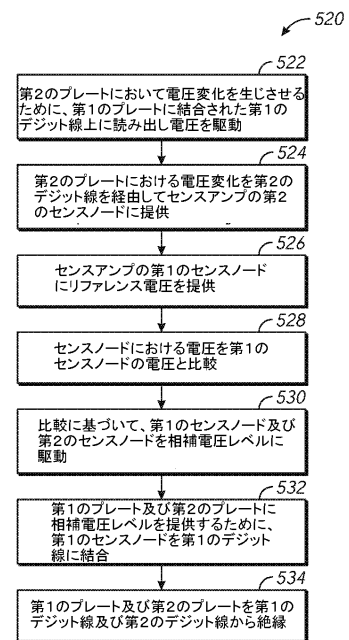 520
522
第2のプレートにおいて電圧変化を生じさせる
ために、第1のプレートに結合された第1の
デジット線上に読み出し電圧を駆動
524
第2のプレートにおける電圧変化を第2の
デジット線を経由してセンスアンプの第2
のセンスノードに提供
526
センスアンプの第1のセンスノード
にリファレンス電圧を提供
528
センスノードにおける電圧を第1の
センスノードの電圧と比較
530
比較に基づいて、第1のセンスノード及び
第2のセンスノードを相補電圧レベルに
駆動
532
第1のプレート及び第2のプレートに
相補電圧レベルを提供するために、
第1のセンスノードを第1のデジット
線に結合
534
第1のプレート及び第2のプレートを第1の
デジット線及び第2のデジット線から絶縁